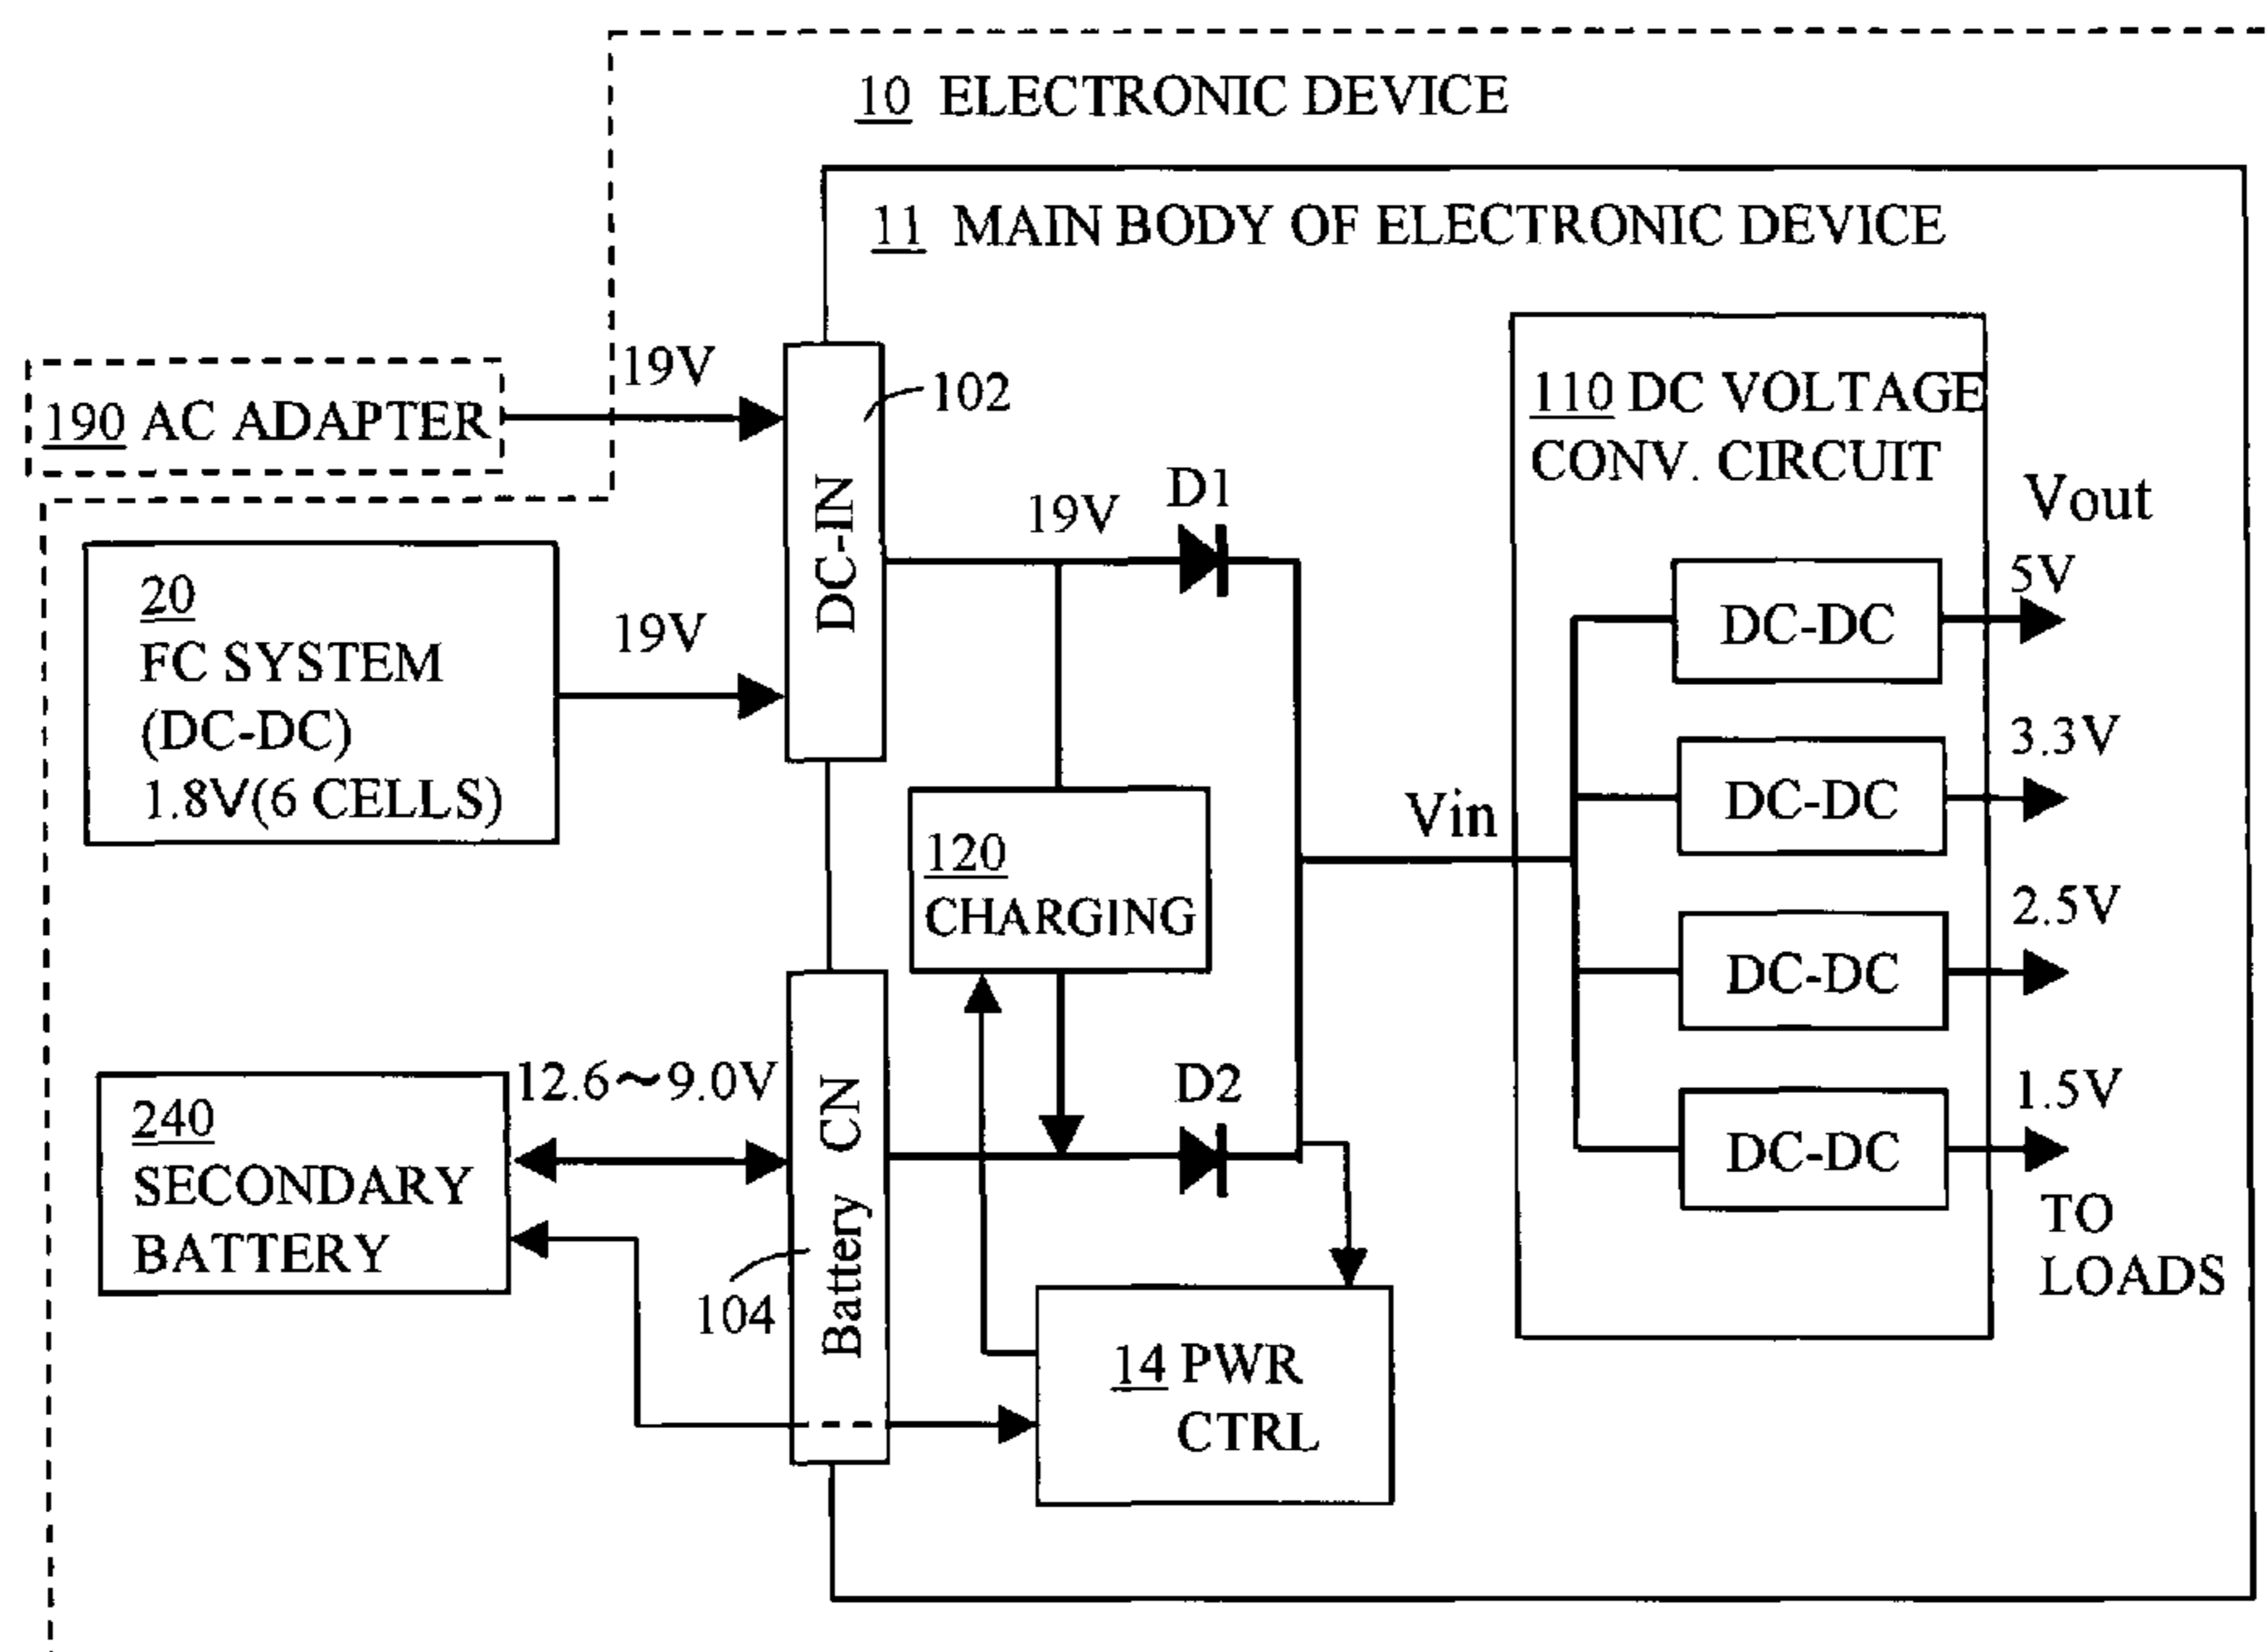 10 ELECTRONIC DEVICE
11 MAIN BODY OF ELECTRONIC DEVICE
190 AC ADAPTER
19V
DC-IN
102
20
FC SYSTEM
(DC-DC)
1.8V(6 CELLS)
19V
19V
D1
120
CHARGING
Vin
110 DC VOLTAGE
CONV. CIRCUIT
Vout
DC-DC
5V
DC-DC
3.3V
DC-DC
2.5V
DC-DC
1.5V
TO
LOADS
240
SECONDARY
BATTERY
12.6~9.0V
Battery CN
104
D2
14 PWR
CTRL